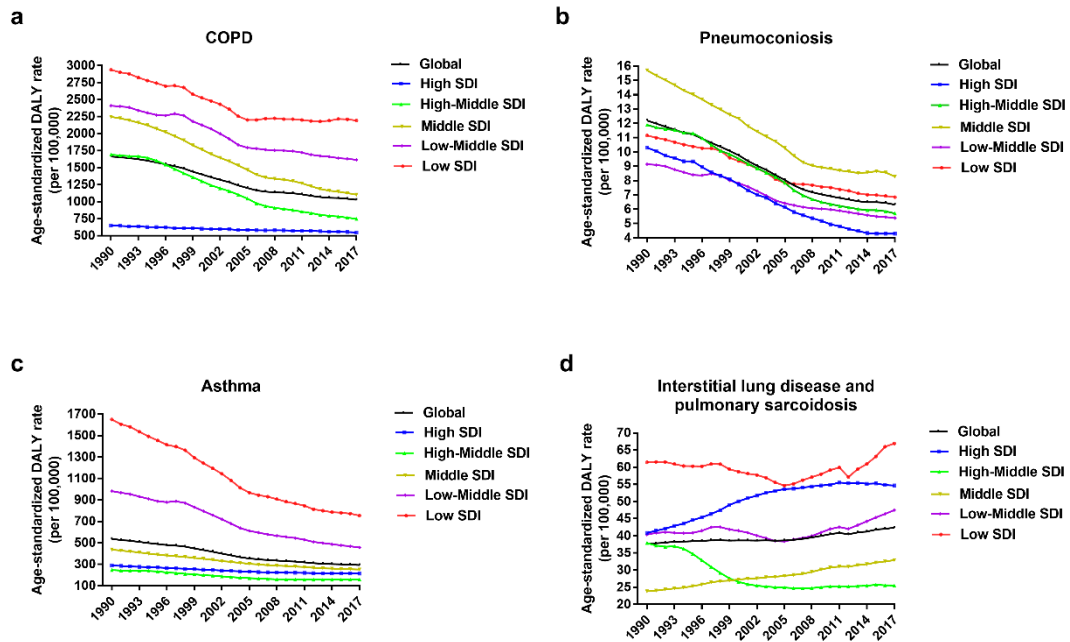 a
COPD
Age-standardized DALY rate
(per 100,000)
3000
2750
2500
2250
2000
1750
1500
1250
1000
750
500
1990
1993
1996
1999
2002
2005
2008
2011
2014
2017
Global
High SDI
High-Middle SDI
Middle SDI
Low-Middle SDI
Low SDI
b
Pneumoconiosis
Age-standardized DALY rate
(per 100,000)
16
15
14
13
12
11
10
9
8
7
6
5
4
1990
1993
1996
1999
2002
2005
2008
2011
2014
2017
Global
High SDI
High-Middle SDI
Middle SDI
Low-Middle SDI
Low SDI
c
Asthma
Age-standardized DALY rate
(per 100,000)
1700
1500
1300
1100
900
700
500
300
100
1990
1993
1996
1999
2002
2005
2008
2011
2014
2017
Global
High SDI
High-Middle SDI
Middle SDI
Low-Middle SDI
Low SDI
d
Interstitial lung disease and
pulmonary sarcoidosis
Age-standardized DALY rate
(per 100,000)
70
65
60
55
50
45
40
35
30
25
20
1990
1993
1996
1999
2002
2005
2008
2011
2014
2017
Global
High SDI
High-Middle SDI
Middle SDI
Low-Middle SDI
Low SDI